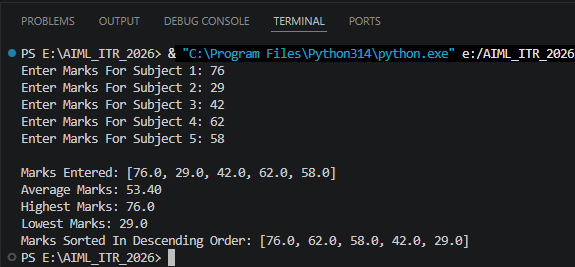 PROBLEMS OUTPUT DEBUG CONSOLE TERMINAL PORTS
PS E:\AIML_ITR_2026> & "C:\Program Files\Python314\python.exe" e:/AIML_ITR_2026
Enter Marks For Subject 1: 76
Enter Marks For Subject 2: 29
Enter Marks For Subject 3: 42
Enter Marks For Subject 4: 62
Enter Marks For Subject 5: 58
Marks Entered: [76.0, 29.0, 42.0, 62.0, 58.0]
Average Marks: 53.40
Highest Marks: 76.0
Lowest Marks: 29.0
Marks Sorted In Descending Order: [76.0, 62.0, 58.0, 42.0, 29.0]
PS E:\AIML_ITR_2026>